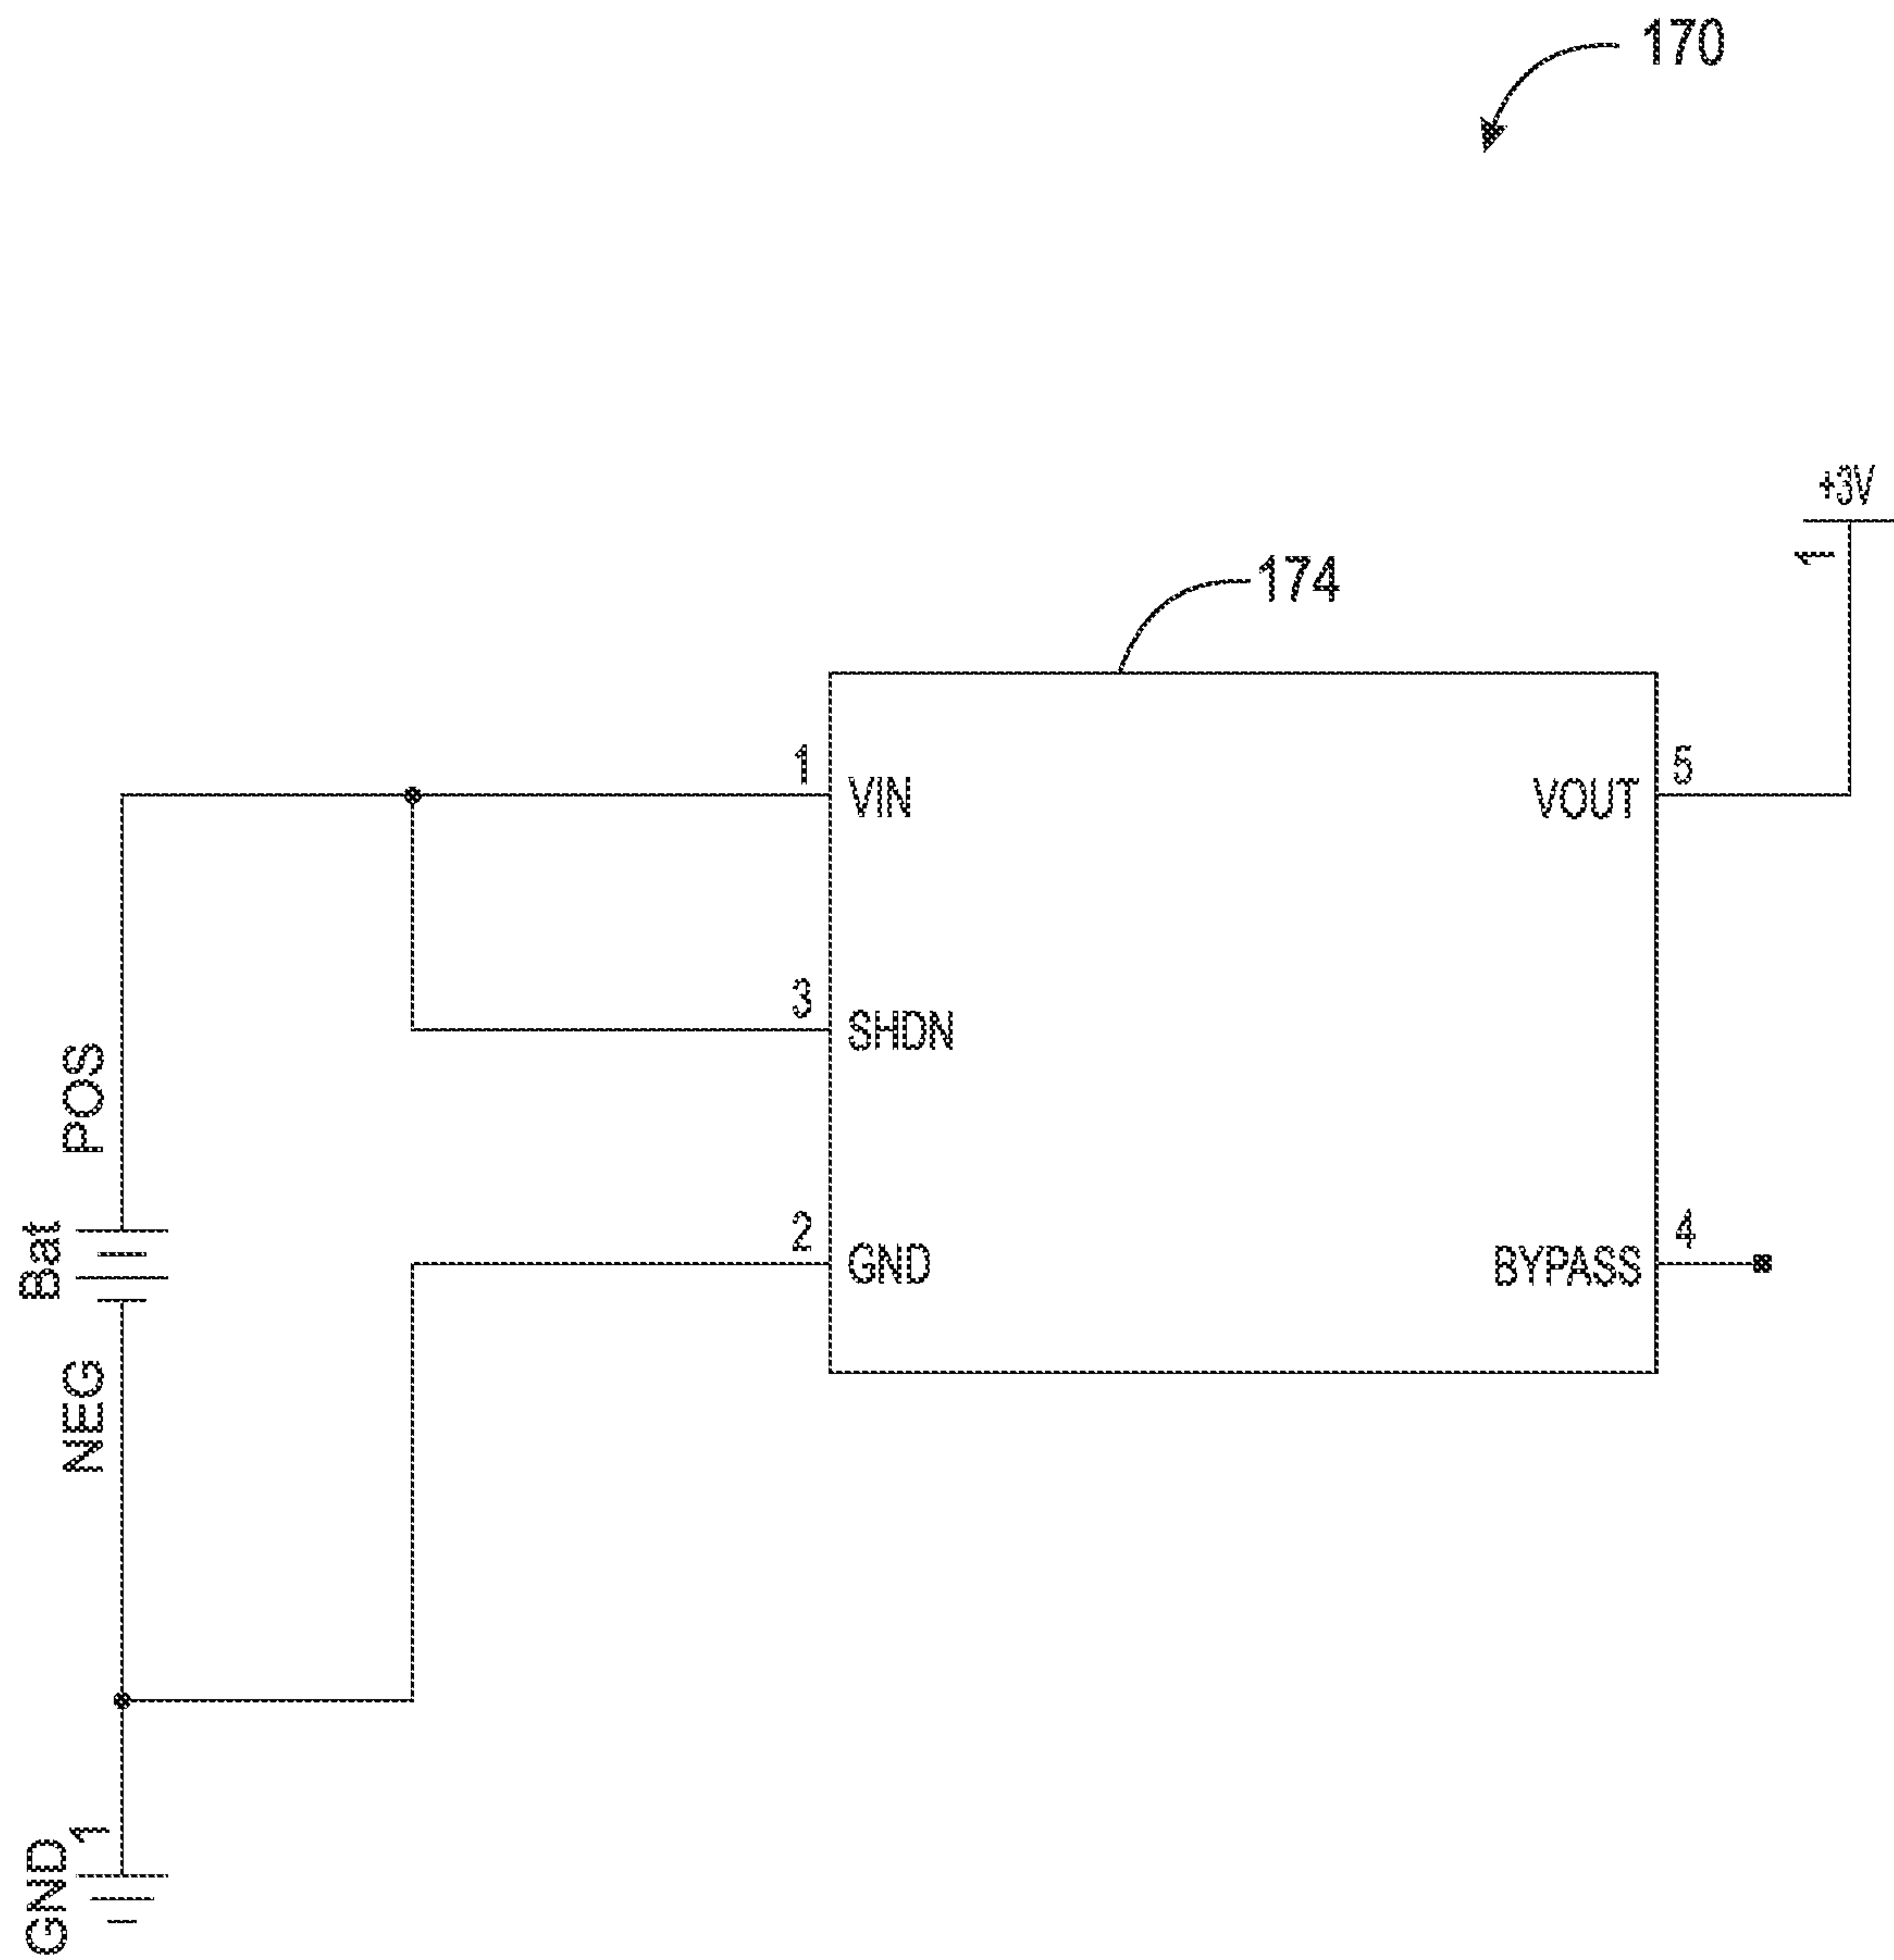 170
+3V
1
174
1
VIN
VOUT
5
3
SHDN
POS
Bat
NEG
2
GND
BYPASS
4
GND
1